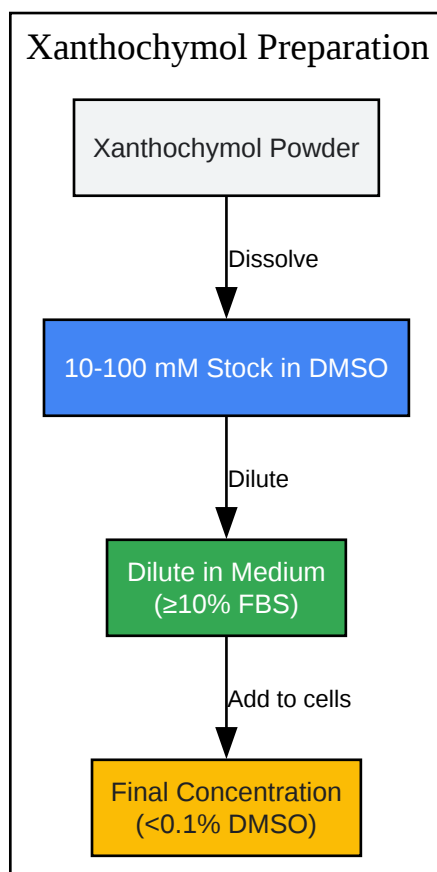 Xanthochymol Preparation
Xanthochymol Powder
Dissolve
10-100 mM Stock in DMSO
Dilute
Dilute in Medium
(≥10% FBS)
Add to cells
Final Concentration
(<0.1% DMSO)